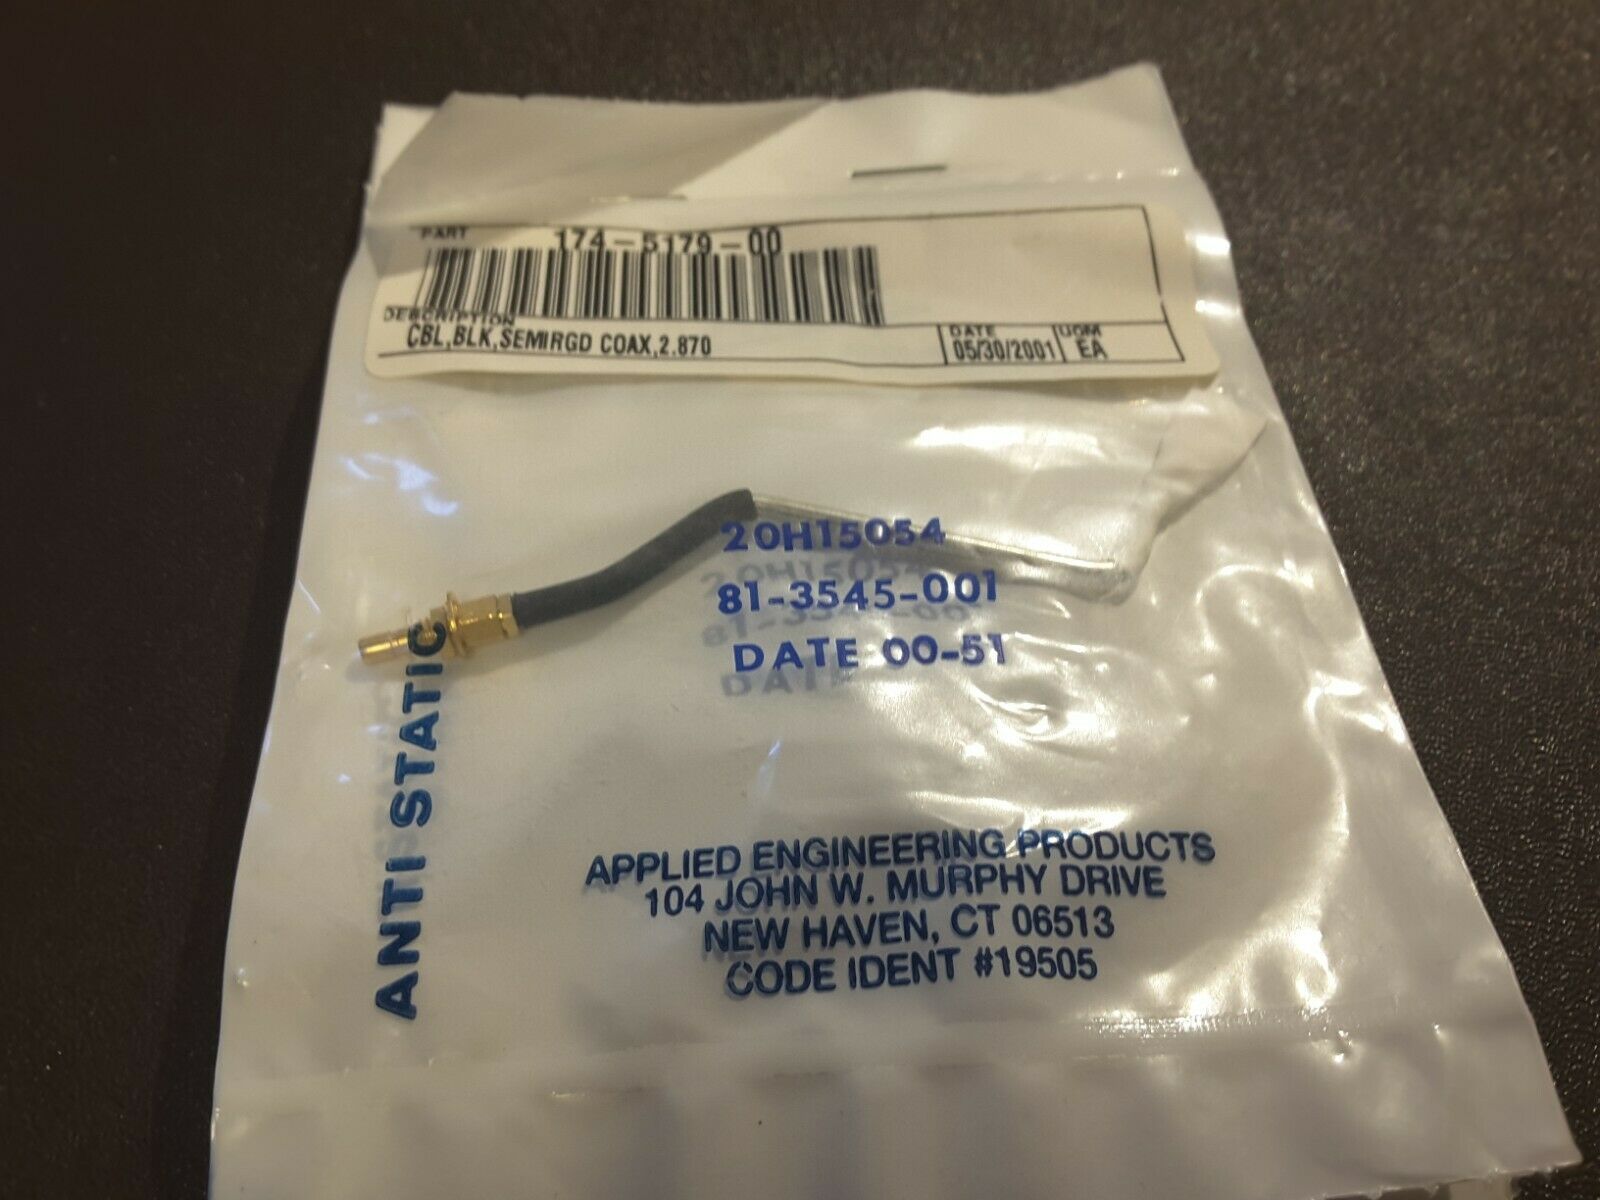 PART 174-5179-00
DESCRIPTION
CBL,BLK,SEMIRGD COAX,2.870
DATE
05/30/2001
UOM
EA
20H15054
81-3545-001
DATE 00-51
ANTI STATIC
APPLIED ENGINEERING PRODUCTS
104 JOHN W. MURPHY DRIVE
NEW HAVEN, CT 06513
CODE IDENT #19505